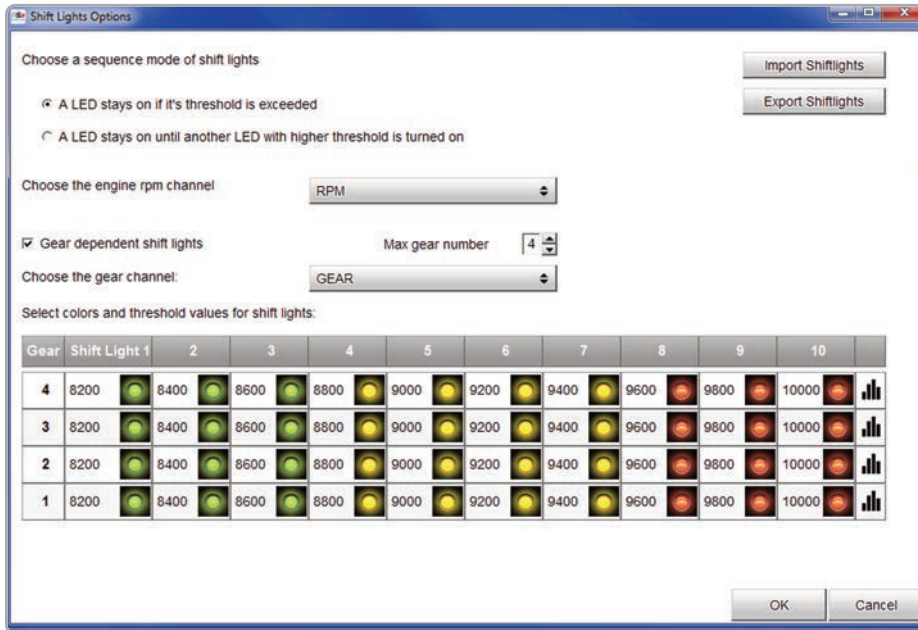 Shift Lights Options
Choose a sequence mode of shift lights
Import Shiftlights
A LED stays on if it's threshold is exceeded
Export Shiftlights
A LED stays on until another LED with higher threshold is turned on
Choose the engine rpm channel RPM
Gear dependent shift lights Max gear number 4
Choose the gear channel: GEAR
Select colors and threshold values for shift lights:
Gear Shift Light 1 2 3 4 5 6 7 8 9 10
4 8200 8400 8600 8800 9000 9200 9400 9600 9800 10000
3 8200 8400 8600 8800 9000 9200 9400 9600 9800 10000
2 8200 8400 8600 8800 9000 9200 9400 9600 9800 10000
1 8200 8400 8600 8800 9000 9200 9400 9600 9800 10000
OK Cancel